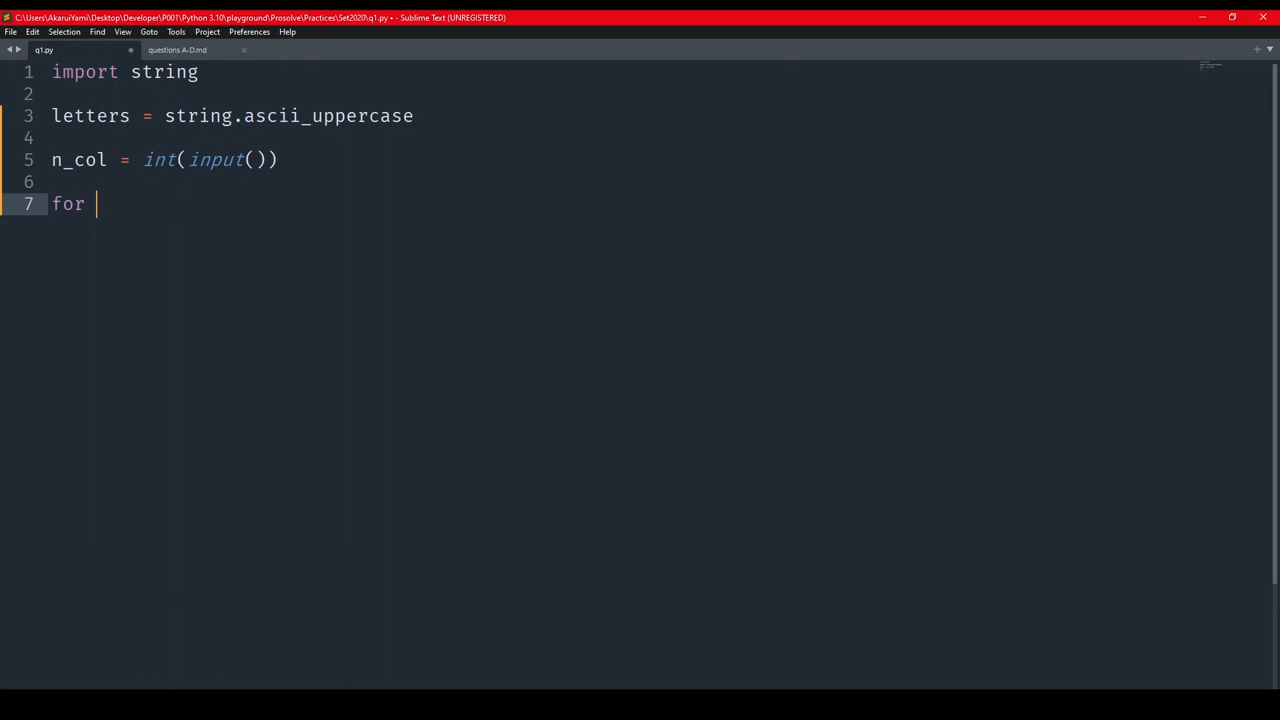 C:\Users\AkaruiYami\Desktop\Developer\P001\Python 3.10\playground\Prosolve\Practices\Set2020\q1.py • - Sublime Text (UNREGISTERED)
File Edit Selection Find View Goto Tools Project Preferences Help
q1.py questions A-D.md
1 import string
2
3 letters = string.ascii_uppercase
4
5 n_col = int(input())
6
7 for